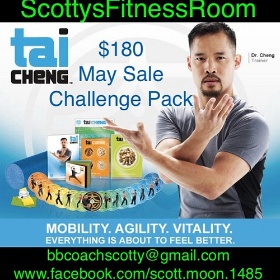 ScottysFitnessRoom
tai
CHENG
$180
May Sale
Challenge Pack
Dr. Cheng
Trainer
MOBILITY. AGILITY. VITALITY.
EVERYTHING IS ABOUT TO FEEL BETTER.
bbcoachscotty@gmail.com
www.facebook.com/scott.moon.1485